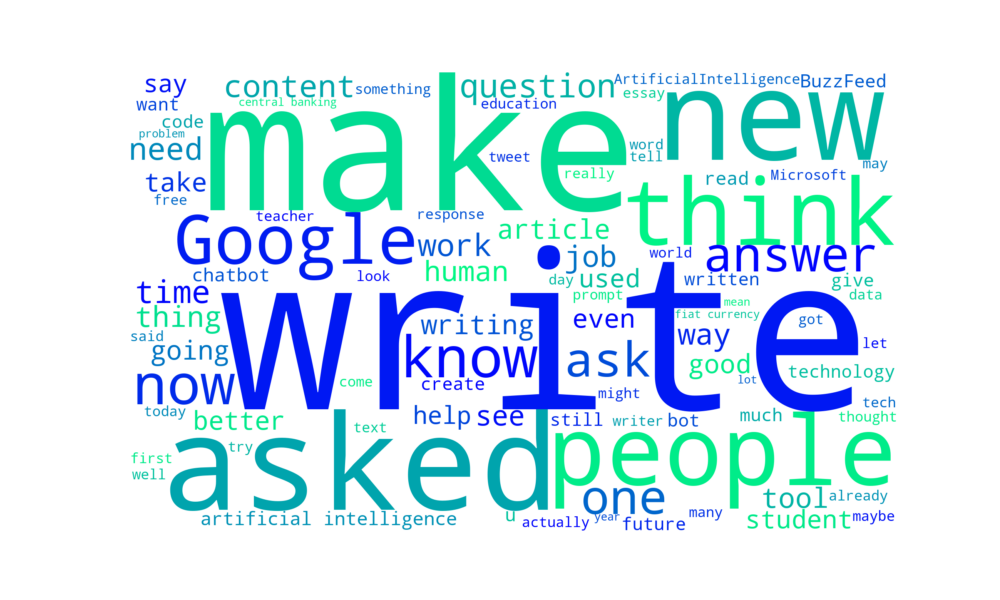 say
content
something
question
ArtificialIntelligence
BuzzFeed
want
central banking
education
essay
new
make
code
problem
need
word
tweet
tell
may
take
really
read
Microsoft
free
think
teacher
response
Google
work
article
job
world
answer
chatbot
look
human
day
used
written
give
time
prompt
data
write
mean
thing
writing
even
fiat currency
got
said
going
know
ask
way
let
now
come
create
good
lot
technology
might
today
better
help
see
still
writer
bot
much
tech
thought
text
asked
people
try
first
well
one
tool
already
artificial intelligence
u
actually
year
future
many
student
maybe